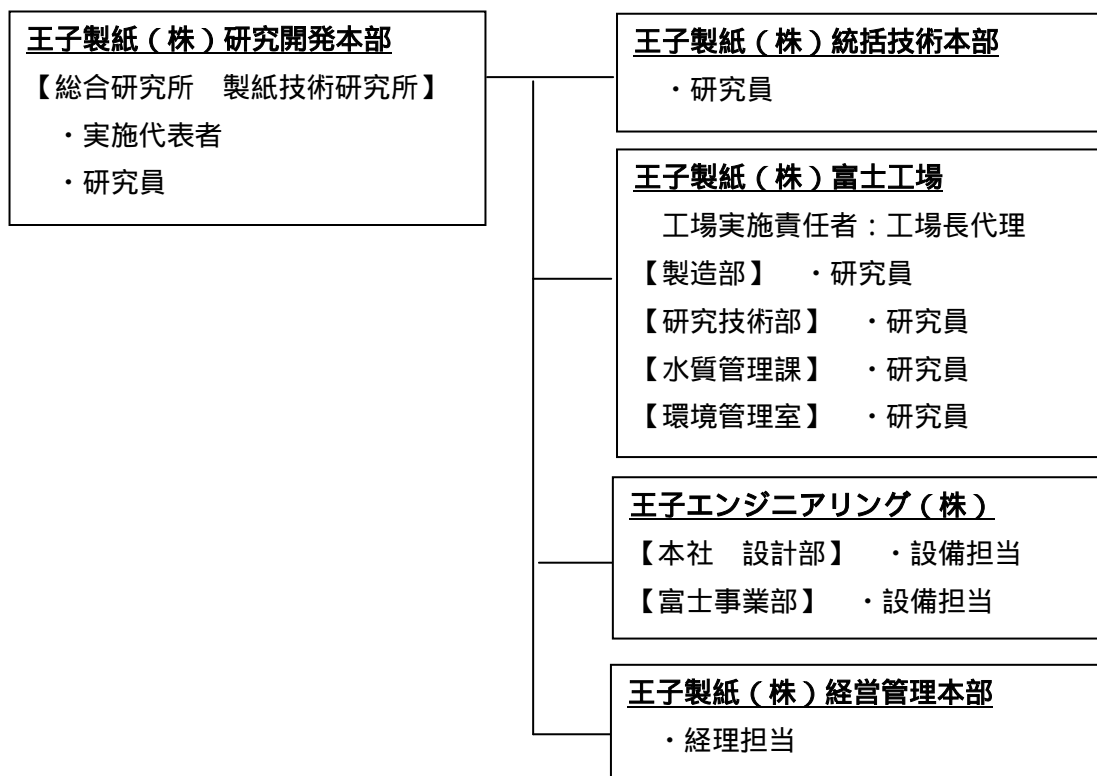 王子製紙（株）研究開発本部
【総合研究所　製紙技術研究所】
・実施代表者
・研究員
王子製紙（株）統括技術本部
・研究員
王子製紙（株）富士工場
工場実施責任者：工場長代理
【製造部】　・研究員
【研究技術部】　・研究員
【水質管理課】　・研究員
【環境管理室】　・研究員
王子エンジニアリング（株）
【本社　設計部】　・設備担当
【富士事業部】　・設備担当
王子製紙（株）経営管理本部
・経理担当